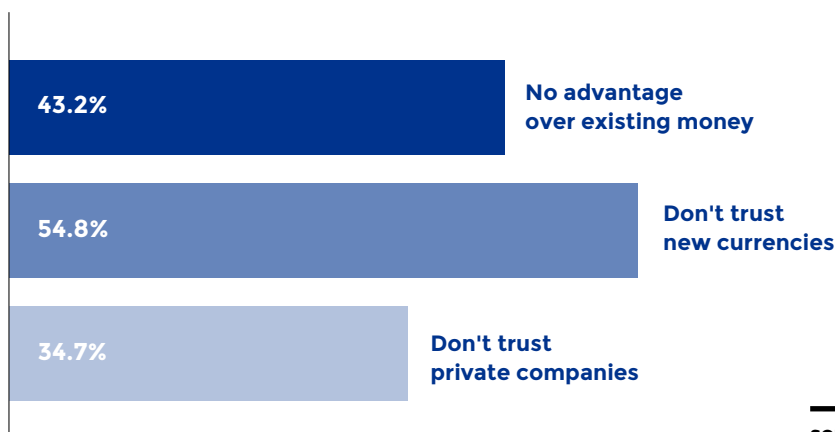 43.2%
No advantage
over existing money
54.8%
Don't trust
new currencies
34.7%
Don't trust
private companies